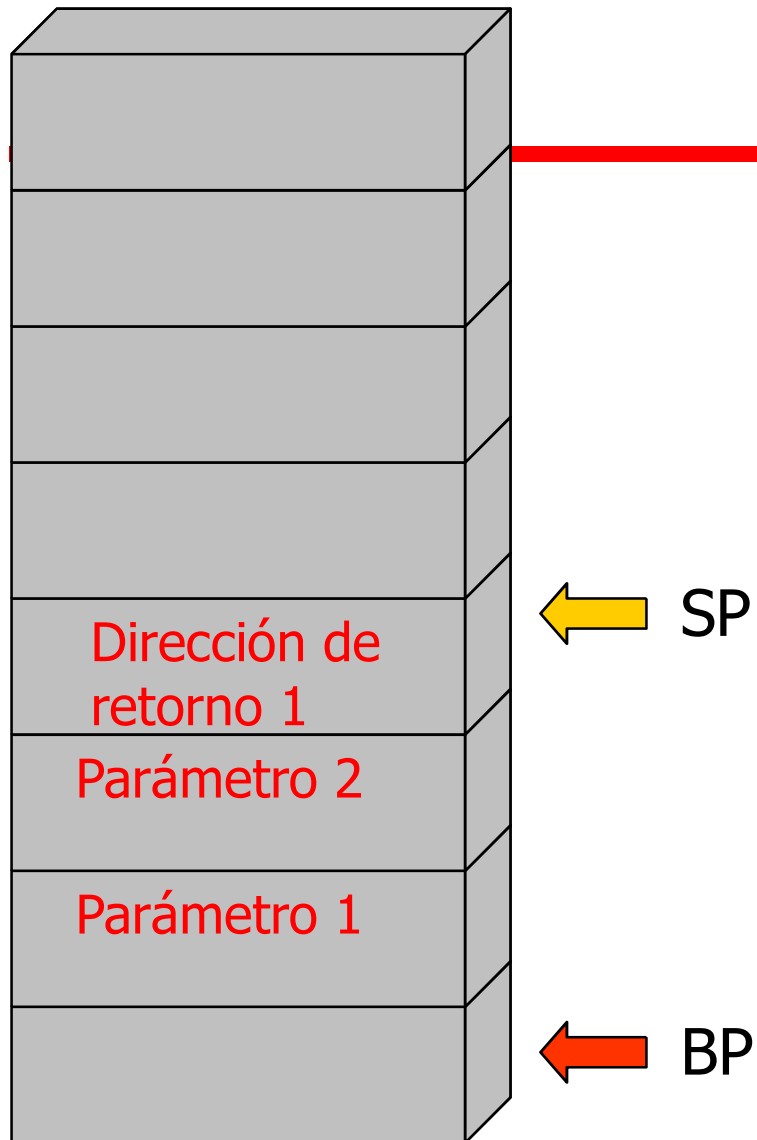 SP
Dirección de
retorno 1
Parámetro 2
Parámetro 1
BP